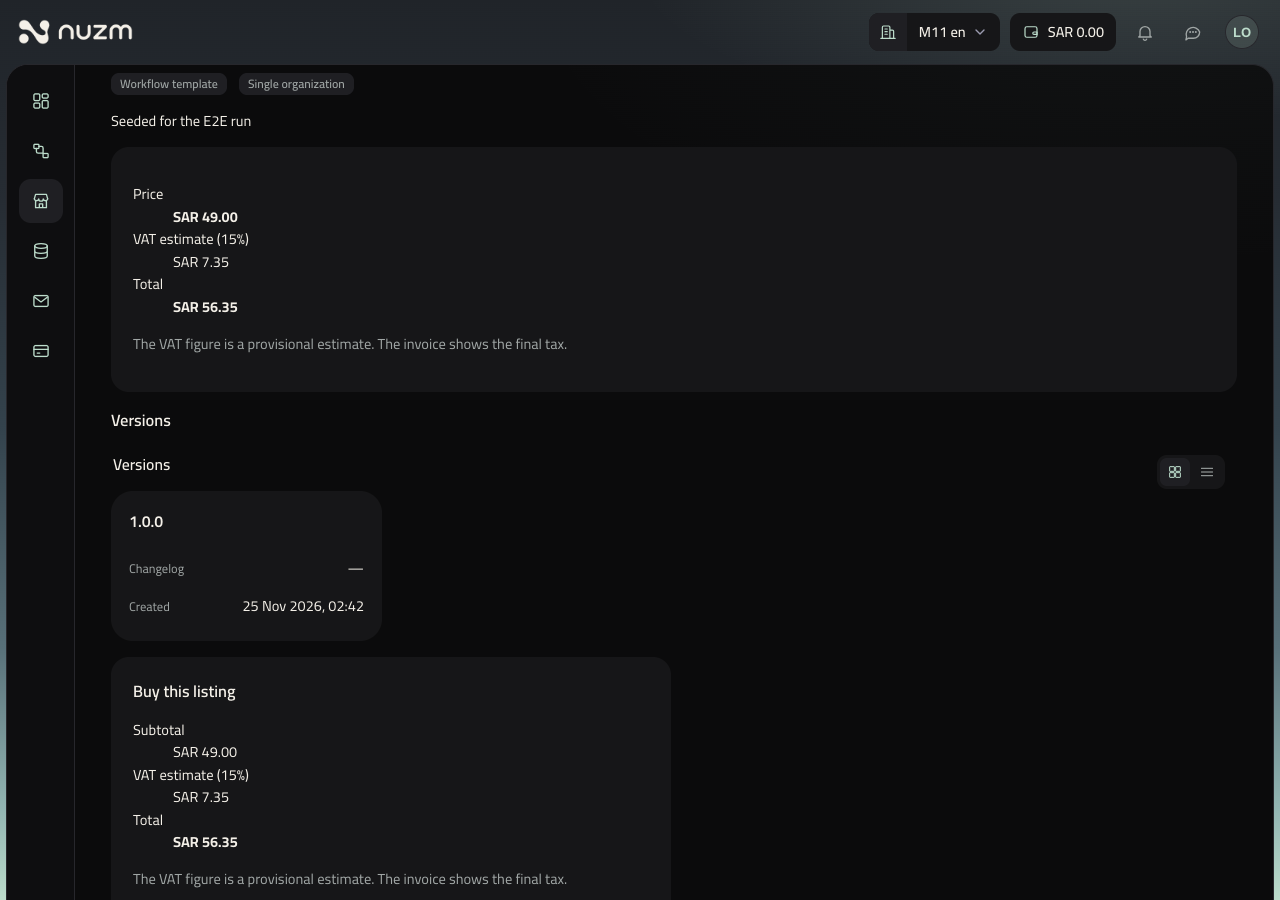 nuzm
M11 en
SAR 0.00
LO
Workflow template
Single organization
Seeded for the E2E run
Price
SAR 49.00
VAT estimate (15%)
SAR 7.35
Total
SAR 56.35
The VAT figure is a provisional estimate. The invoice shows the final tax.
Versions
Versions
1.0.0
Changelog —
Created 25 Nov 2026, 02:42
Buy this listing
Subtotal
SAR 49.00
VAT estimate (15%)
SAR 7.35
Total
SAR 56.35
The VAT figure is a provisional estimate. The invoice shows the final tax.